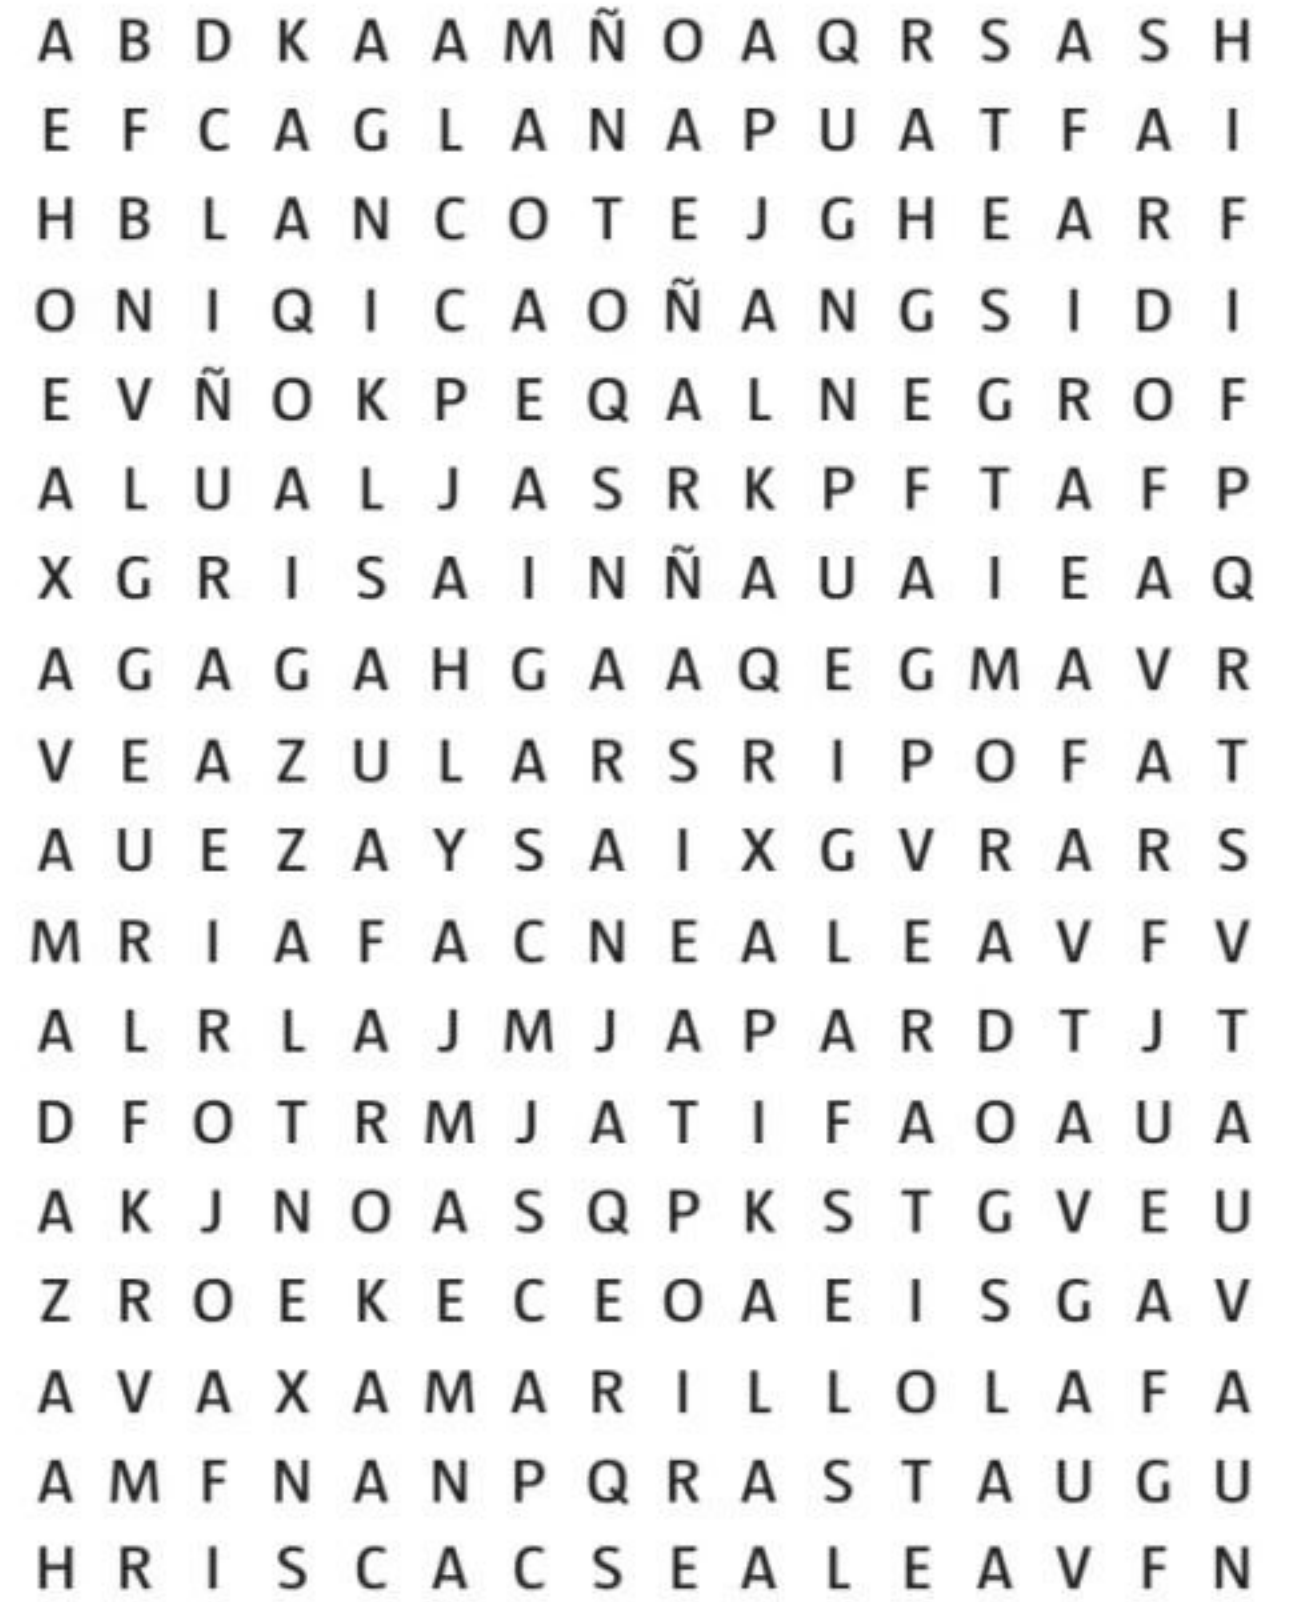 A B D K A A M Ñ O A Q R S A S H
E F C A G L A N A P U A T F A I
H B L A N C O T E J G H E A R F
O N I Q I C A O Ñ A N G S I D I
E V Ñ O K P E Q A L N E G R O F
A L U A L J A S R K P F T A F P
X G R I S A I N Ñ A U A I E A Q
A G A G A H G A A Q E G M A V R
V E A Z U L A R S R I P O F A T
A U E Z A Y S A I X G V R A R S
M R I A F A C N E A L E A V F V
A L R L A J M J A P A R D T J T
D F O T R M J A T I F A O A U A
A K J N O A S Q P K S T G V E U
Z R O E K E C E O A E I S G A V
A V A X A M A R I L L O L A F A
A M F N A N P Q R A S T A U G U
H R I S C A C S E A L E A V F N